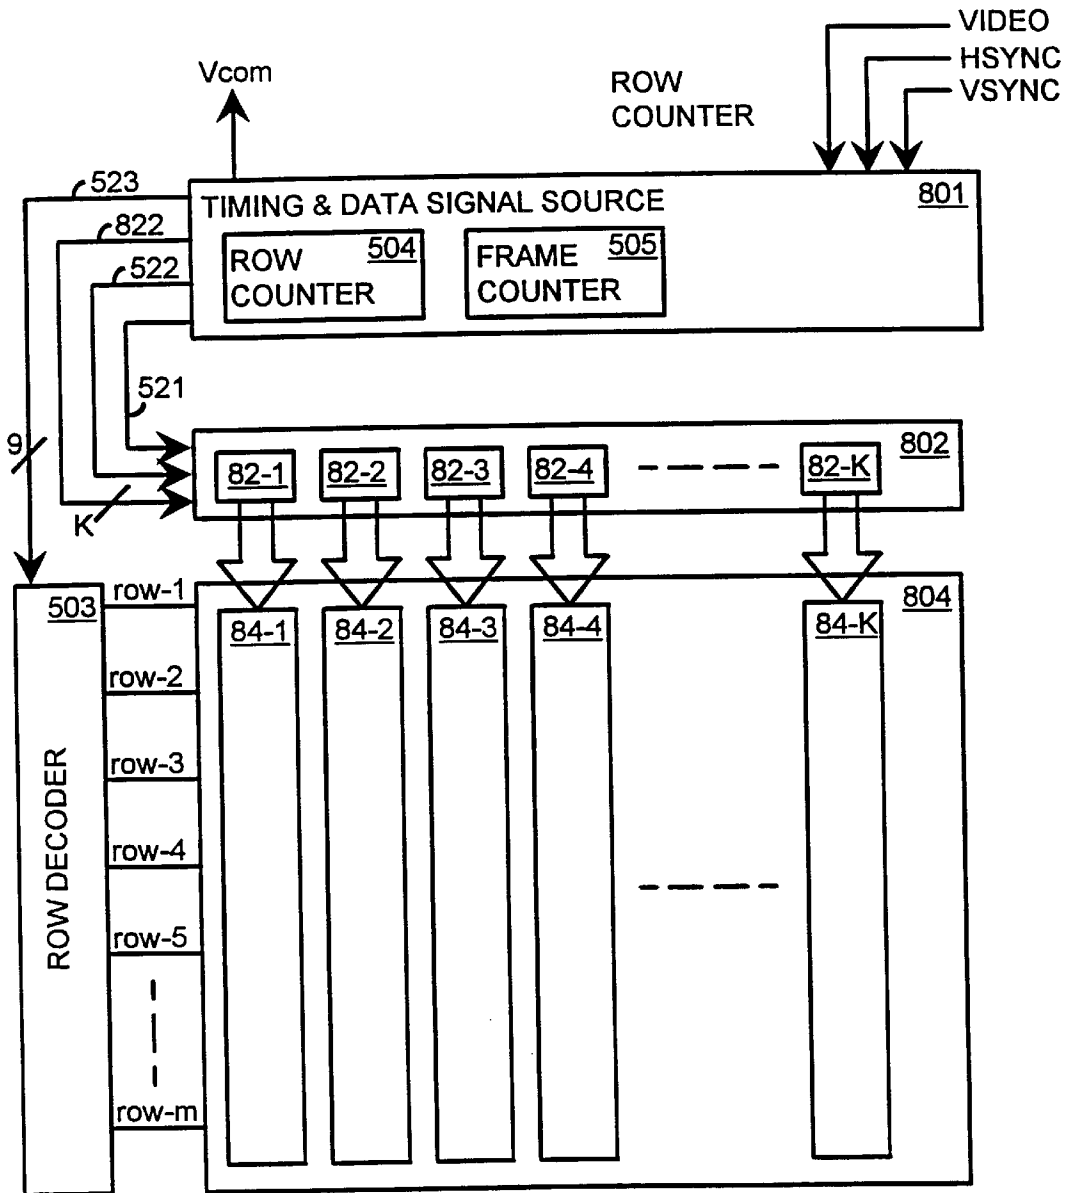 VIDEO
HSYNC
VSYNC
Vcom
ROW
COUNTER
523
822
522
521
TIMING & DATA SIGNAL SOURCE
801
ROW
COUNTER
504
FRAME
COUNTER
505
9
K
802
82-1
82-2
82-3
82-4
82-K
503
ROW DECODER
row-1
row-2
row-3
row-4
row-5
row-m
804
84-1
84-2
84-3
84-4
84-K